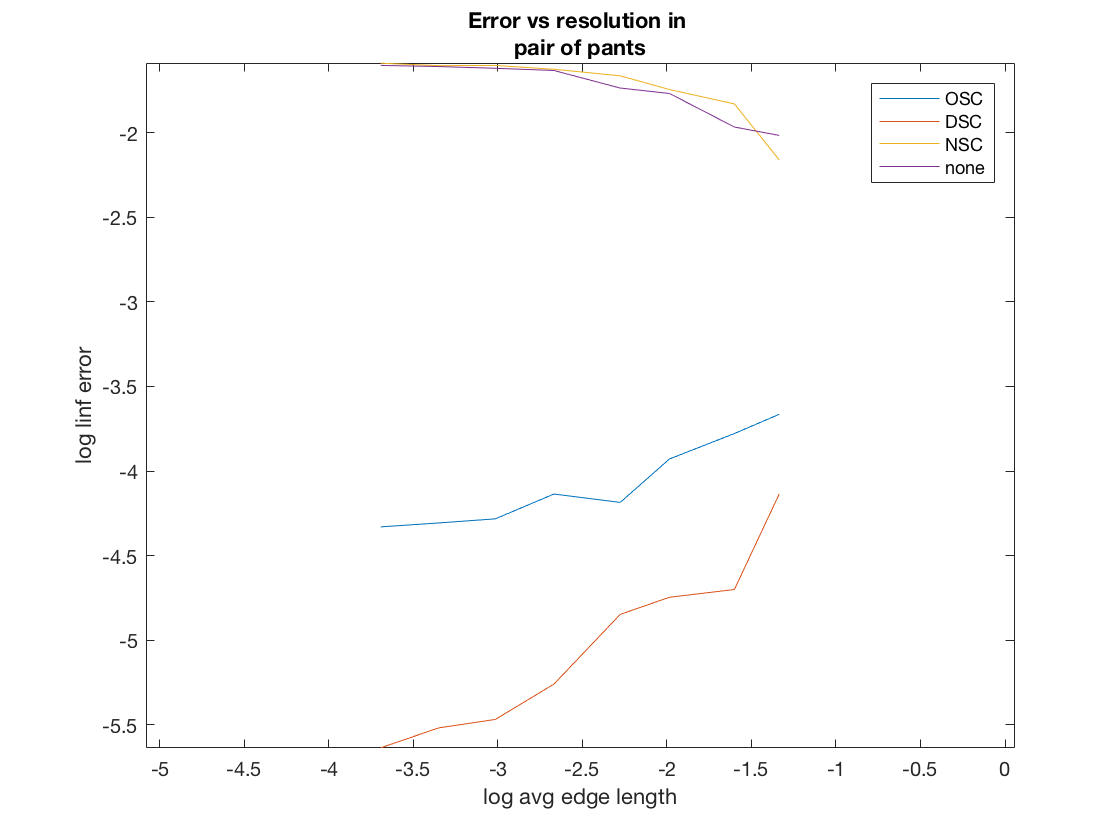 Error vs resolution in
pair of pants
OSC
DSC
NSC
none
-2
-2.5
-3
-3.5
-4
-4.5
-5
-5.5
log linf error
-5 -4.5 -4 -3.5 -3 -2.5 -2 -1.5 -1 -0.5 0
log avg edge length